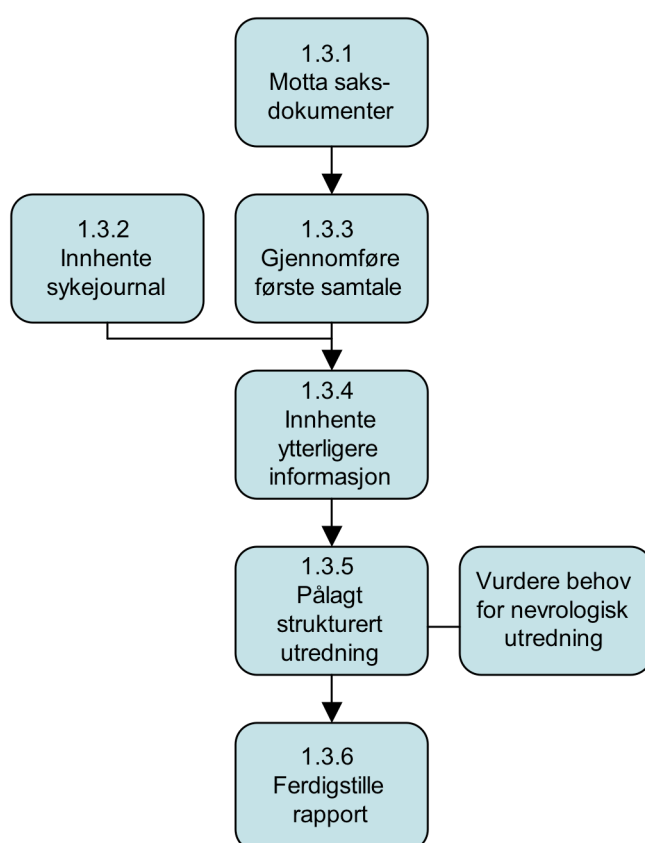 1.3.1
Motta saks-
dokumenter
1.3.2
Innhente
sykejournal
1.3.3
Gjennomføre
første samtale
1.3.4
Innhente
ytterligere
informasjon
1.3.5
Pålagt
strukturert
utredning
Vurdere behov
for nevrologisk
utredning
1.3.6
Ferdigstille
rapport